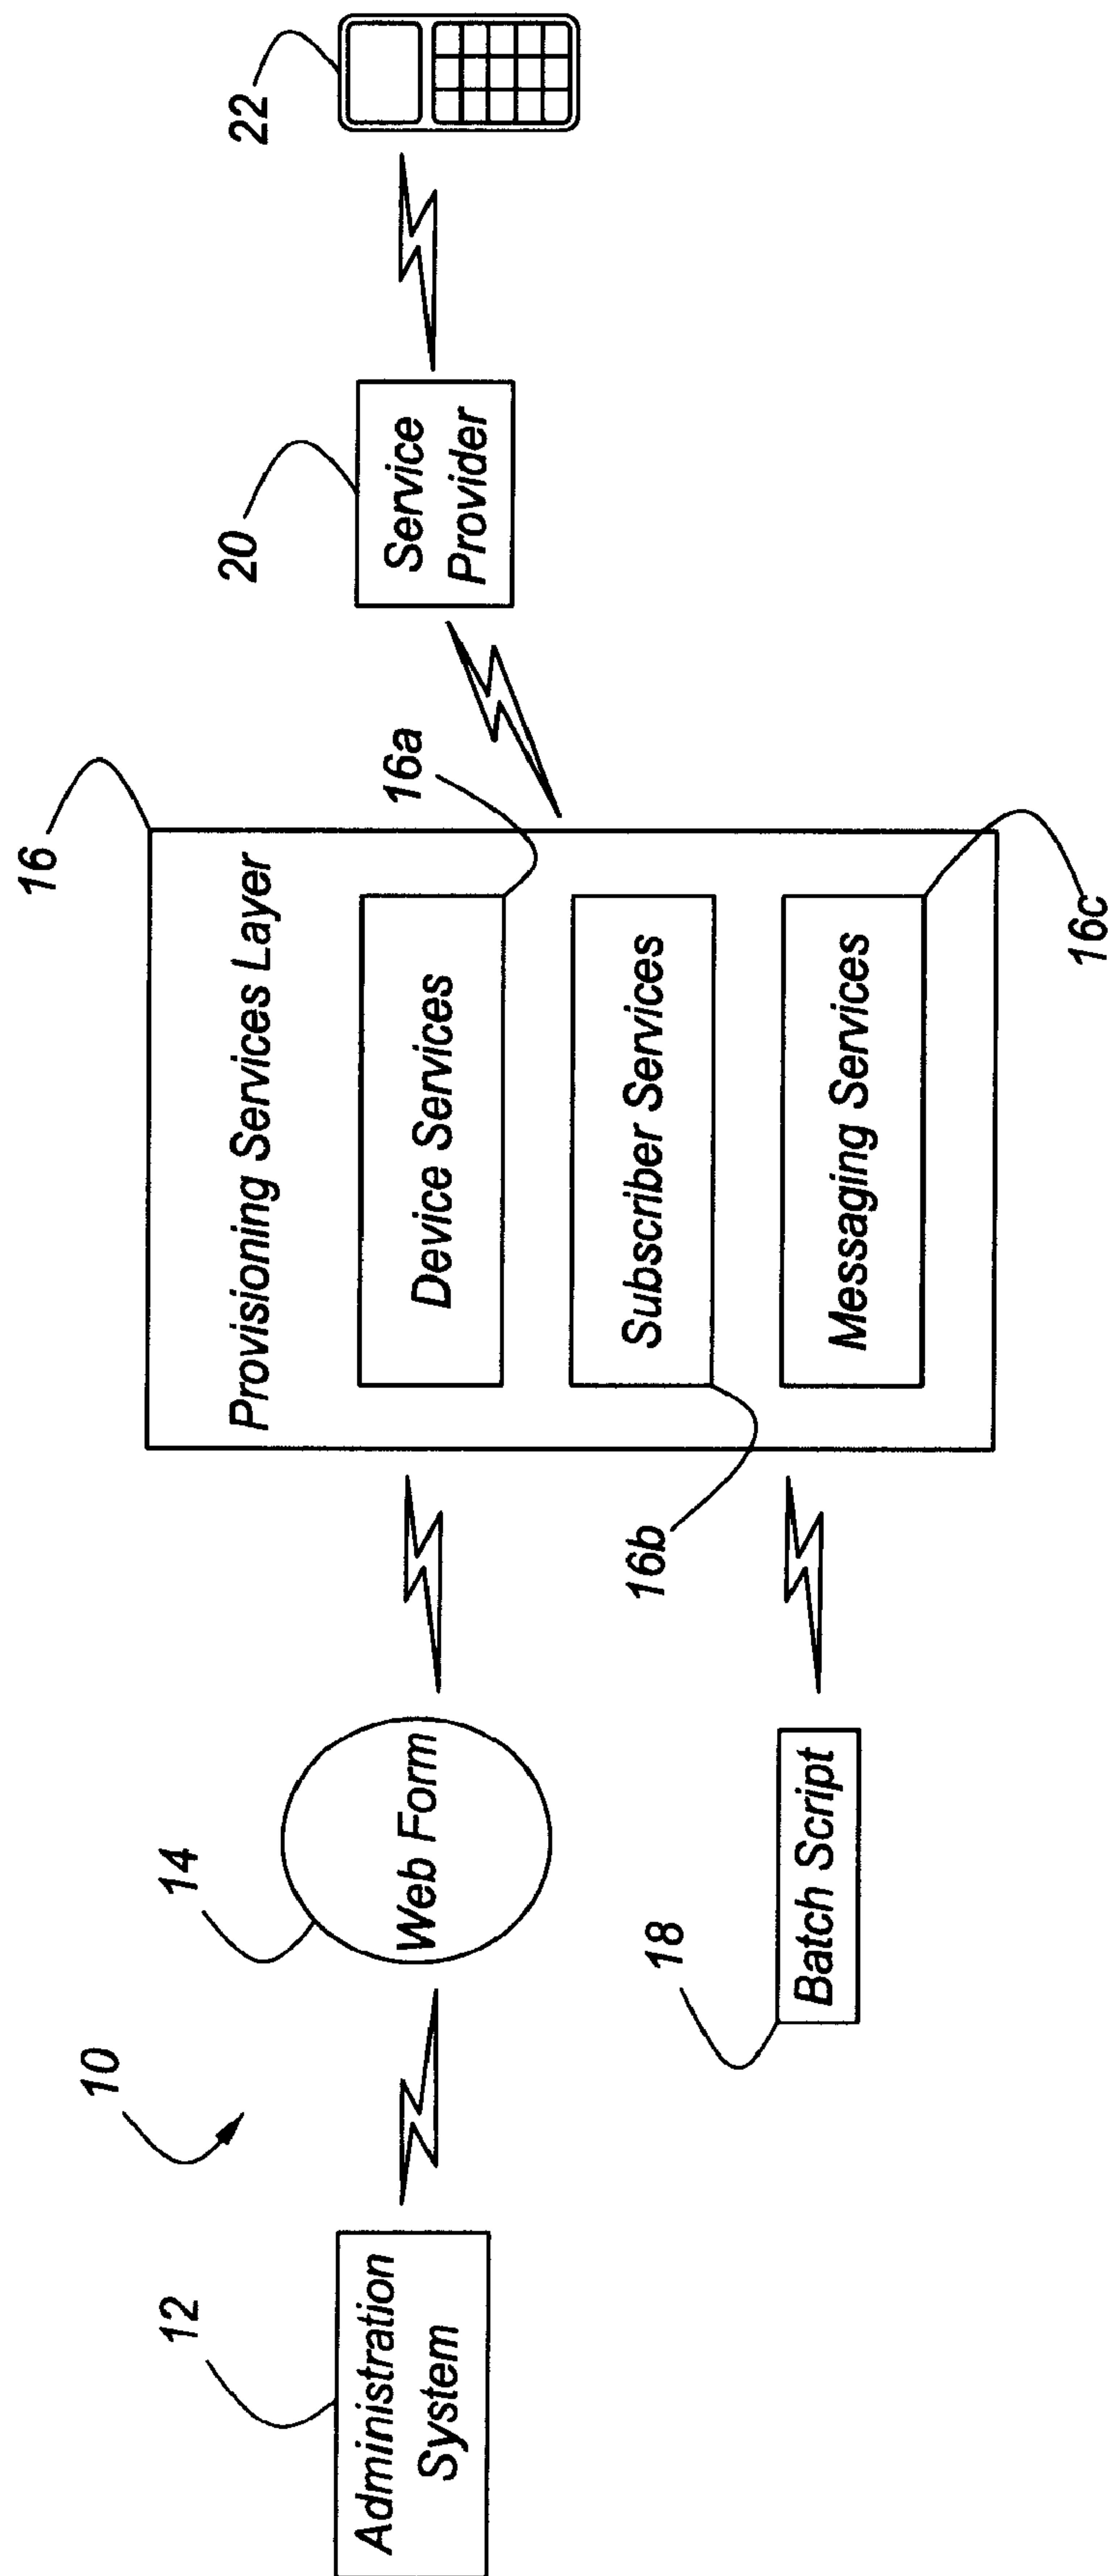 10
12
Administration
System
14
Web Form
18
Batch Script
16
Provisioning Services Layer
16a
Device Services
16b
Subscriber Services
16c
Messaging Services
20
Service
Provider
22